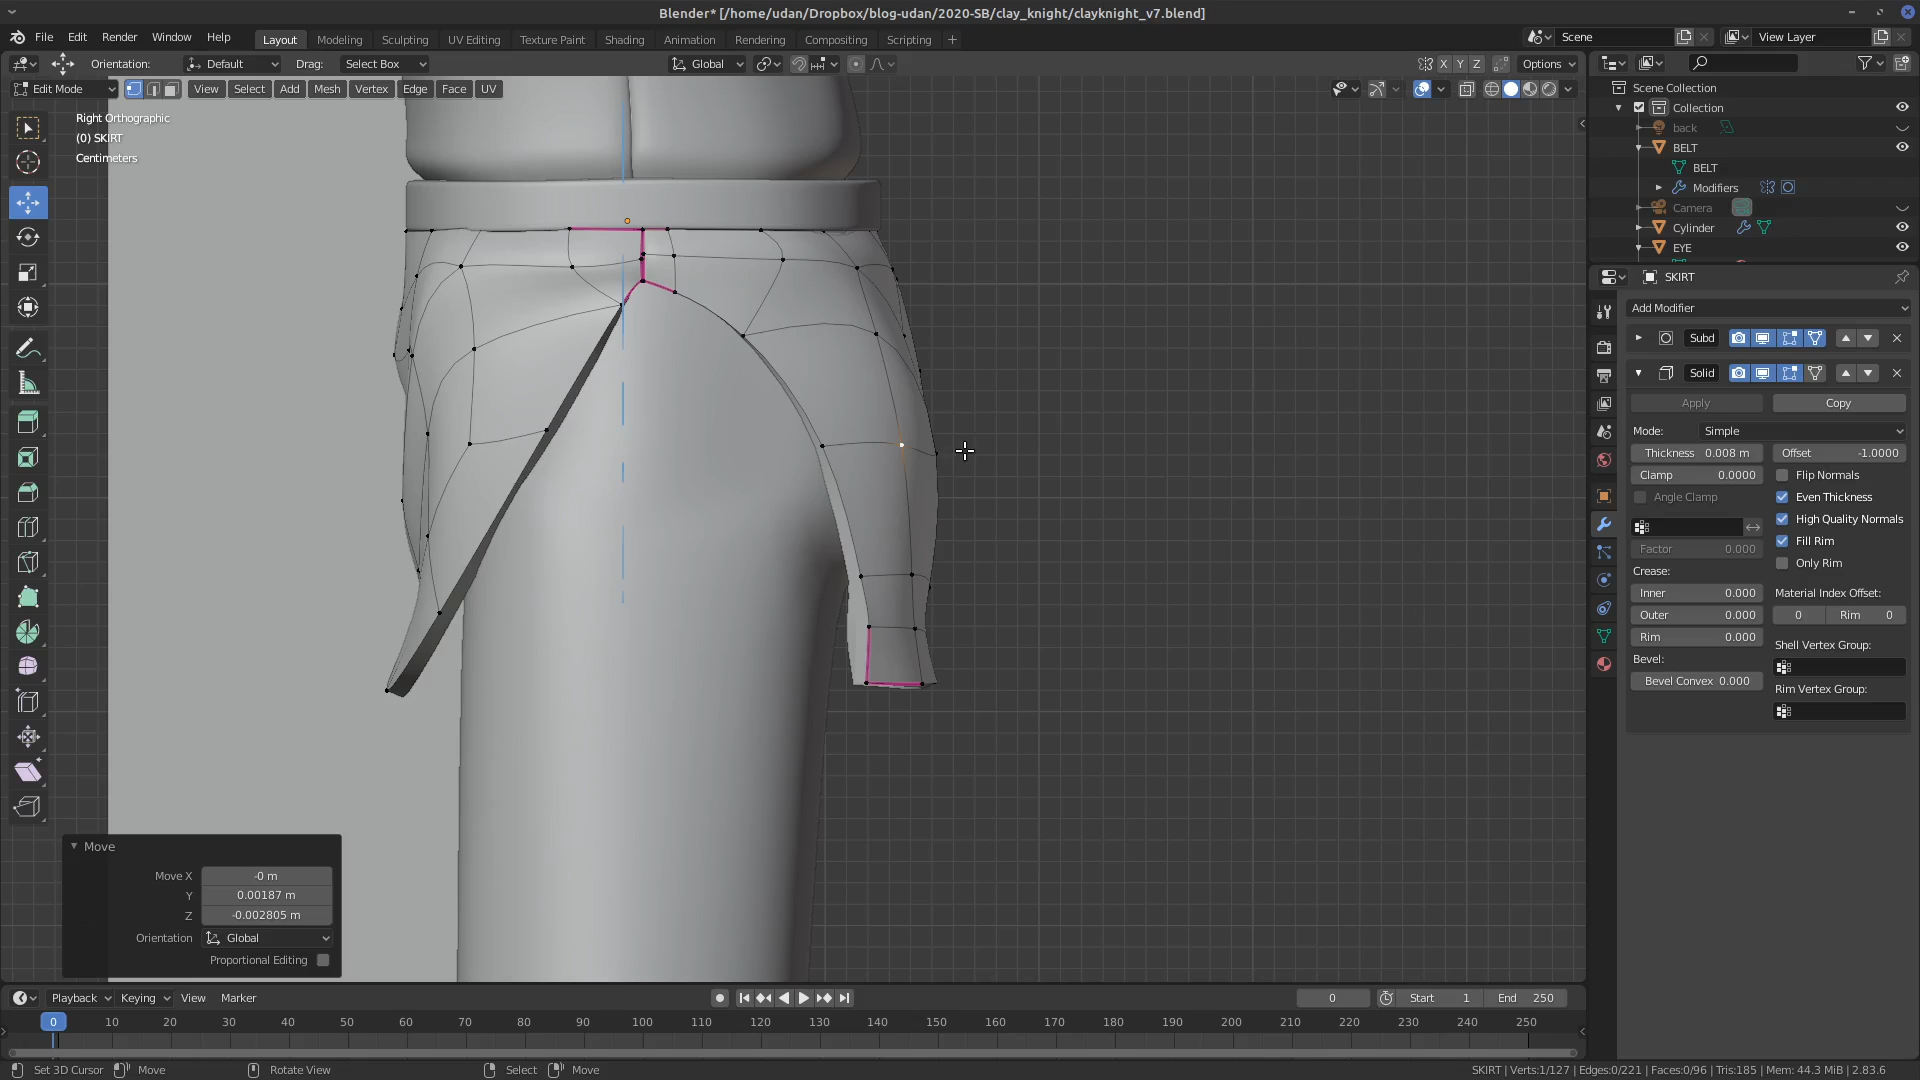 Blender* [/home/udan/Dropbox/blog-udan/2020-SB/clay_knight/clayknight_v7.blend]
File Edit Render Window Help Layout Modeling Sculpting UV Editing Texture Paint Shading Animation Rendering Compositing Scripting + Scene View Layer
Orientation: Default Drag: Select Box Global X Y Z Options
Edit Mode View Select Add Mesh Vertex Edge Face UV
Right Orthographic
(0) SKIRT
Centimeters
Scene Collection
Collection
back
BELT
BELT
Modifiers
Camera
Cylinder
EYE
SKIRT
Add Modifier
Subd
Solid
Apply Copy
Mode: Simple
Thickness 0.008 m Offset -1.0000
Clamp 0.0000 Flip Normals
Angle Clamp Even Thickness
High Quality Normals
Factor 0.000 Fill Rim
Only Rim
Crease:
Inner 0.000 Material Index Offset:
Outer 0.000 0 Rim 0
Rim 0.000 Shell Vertex Group:
Bevel:
Bevel Convex 0.000 Rim Vertex Group:
Move
Move X -0 m
Y 0.00187 m
Z -0.002805 m
Orientation Global
Proportional Editing
Playback Keying View Marker 0 Start 1 End 250
0 10 20 30 40 50 60 70 80 90 100 110 120 130 140 150 160 170 180 190 200 210 220 230 240 250
Set 3D Cursor Move Rotate View Select Move SKIRT | Verts:1/127 | Edges:0/221 | Faces:0/96 | Tris:185 | Mem: 44.3 MiB | 2.83.6